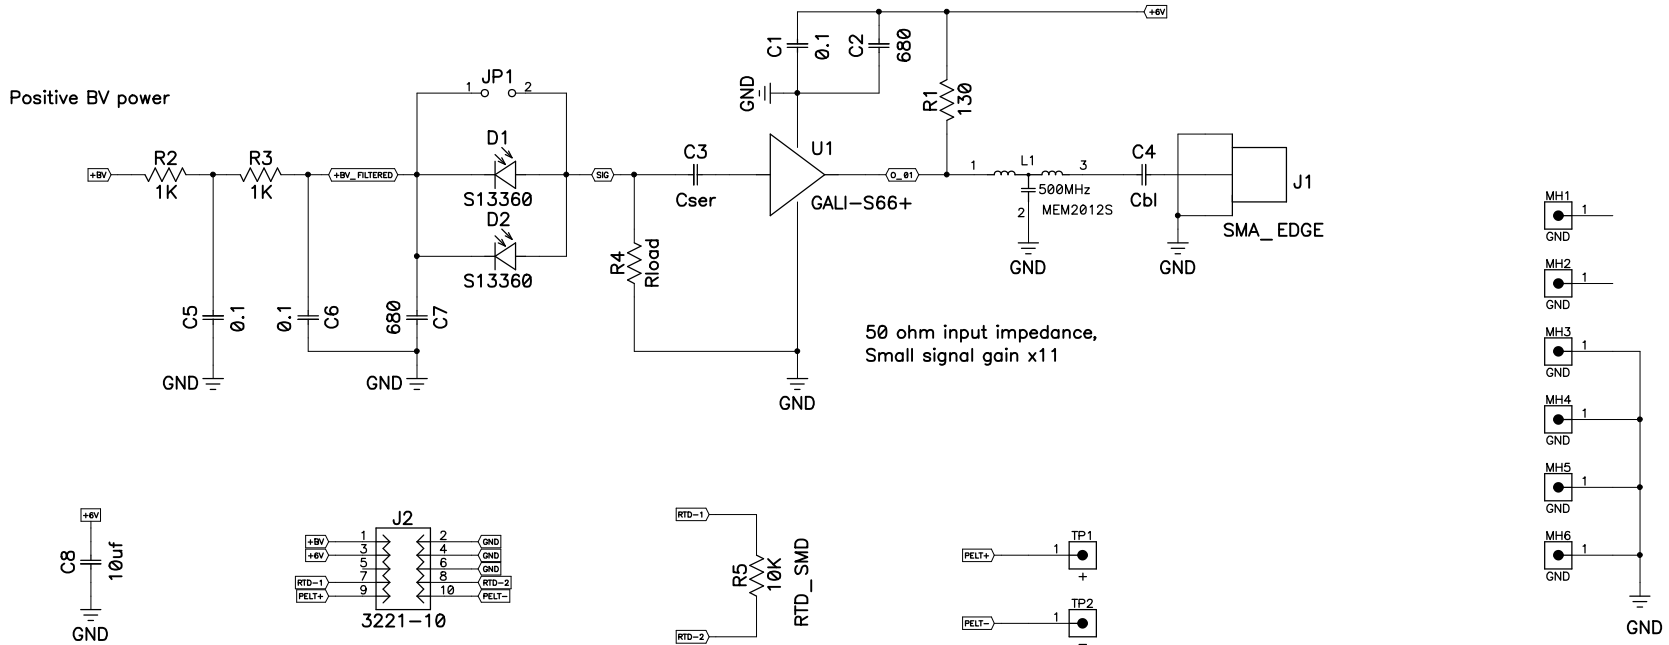 +6V
C1
0.1
C2
680
GND
R1
130
JP1
1 2
Positive BV power
D1
S13360
D2
S13360
+BV
R2
1K
R3
1K
+BV_FILTERED
SIG
C3
Cser
U1
GALI-S66+
O_01
1 L1 3
500MHz
2 MEM2012S
GND
C4
Cbl
J1
SMA_EDGE
GND
R4
Rload
C5
0.1
GND
0.1
C6
680
C7
GND
GND
50 ohm input impedance,
Small signal gain x11
MH1
1
GND
MH2
1
GND
MH3
1
GND
MH4
1
GND
MH5
1
GND
MH6
1
GND
GND
+6V
C8
10uf
GND
J2
+BV 1 2 GND
+6V 3 4 GND
5 6 GND
RTD-1 7 8 RTD-2
PELT+ 9 10 PELT-
3221-10
RTD-1
R5
10K
RTD_SMD
RTD-2
PELT+ 1
TP1
+
PELT- 1
TP2
-